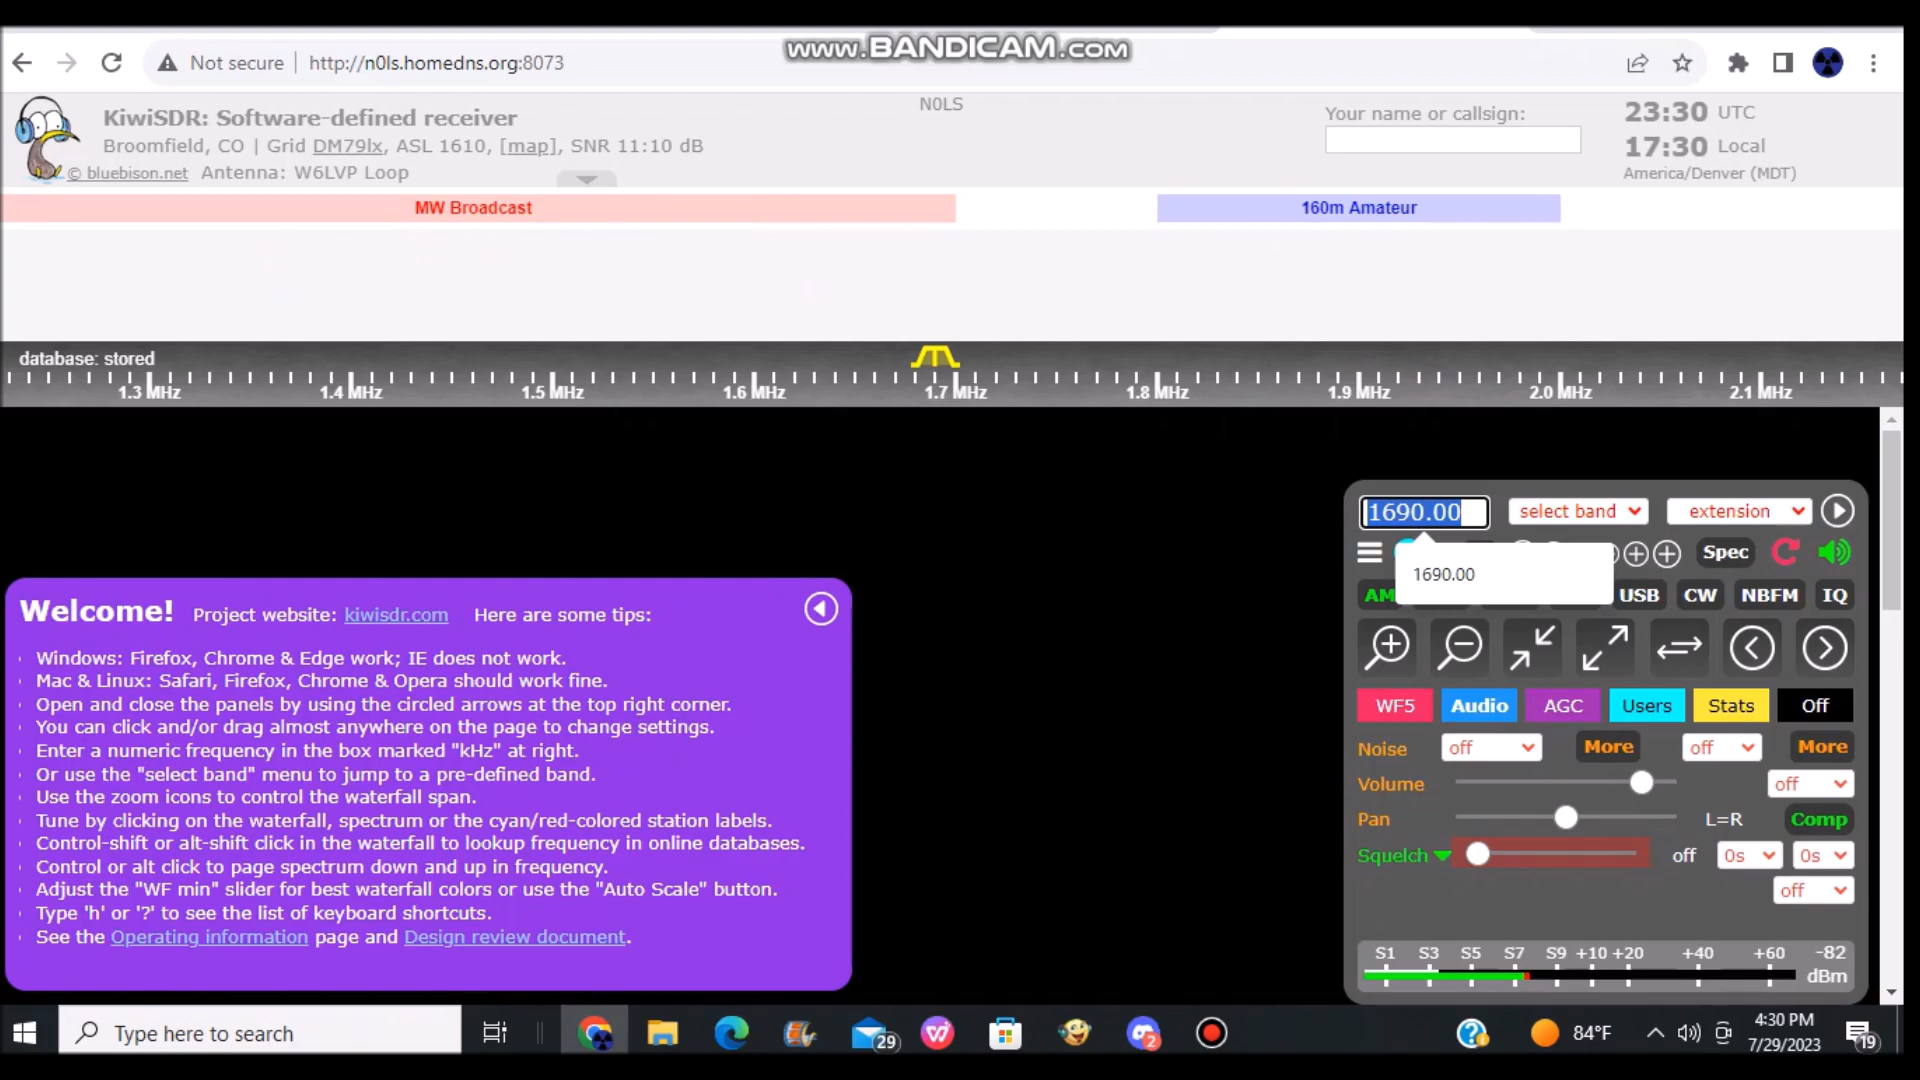 www.BANDICAM.com
Not secure | http://n0ls.homedns.org:8073
KiwiSDR: Software-defined receiver
Broomfield, CO | Grid DM79lx, ASL 1610, [map], SNR 11:10 dB
© bluebison.net Antenna: W6LVP Loop
N0LS
Your name or callsign:
23:30 UTC
17:30 Local
America/Denver (MDT)
MW Broadcast
160m Amateur
database: stored
1.3 MHz 1.4 MHz 1.5 MHz 1.6 MHz 1.7 MHz 1.8 MHz 1.9 MHz 2.0 MHz 2.1 MHz
1690.00 select band extension
Spec
1690.00
AM USB CW NBFM IQ
WF5 Audio AGC Users Stats Off
Noise off More off More
Volume off
Pan L=R Comp
Squelch off 0s 0s
off
S1 S3 S5 S7 S9 +10 +20 +40 +60 -82
dBm
Welcome! Project website: kiwisdr.com Here are some tips:
Windows: Firefox, Chrome & Edge work; IE does not work.
Mac & Linux: Safari, Firefox, Chrome & Opera should work fine.
Open and close the panels by using the circled arrows at the top right corner.
You can click and/or drag almost anywhere on the page to change settings.
Enter a numeric frequency in the box marked "kHz" at right.
Or use the "select band" menu to jump to a pre-defined band.
Use the zoom icons to control the waterfall span.
Tune by clicking on the waterfall, spectrum or the cyan/red-colored station labels.
Control-shift or alt-shift click in the waterfall to lookup frequency in online databases.
Control or alt click to page spectrum down and up in frequency.
Adjust the "WF min" slider for best waterfall colors or use the "Auto Scale" button.
Type 'h' or '?' to see the list of keyboard shortcuts.
See the Operating information page and Design review document.
Type here to search
29
2
84°F
4:30 PM
7/29/2023
19